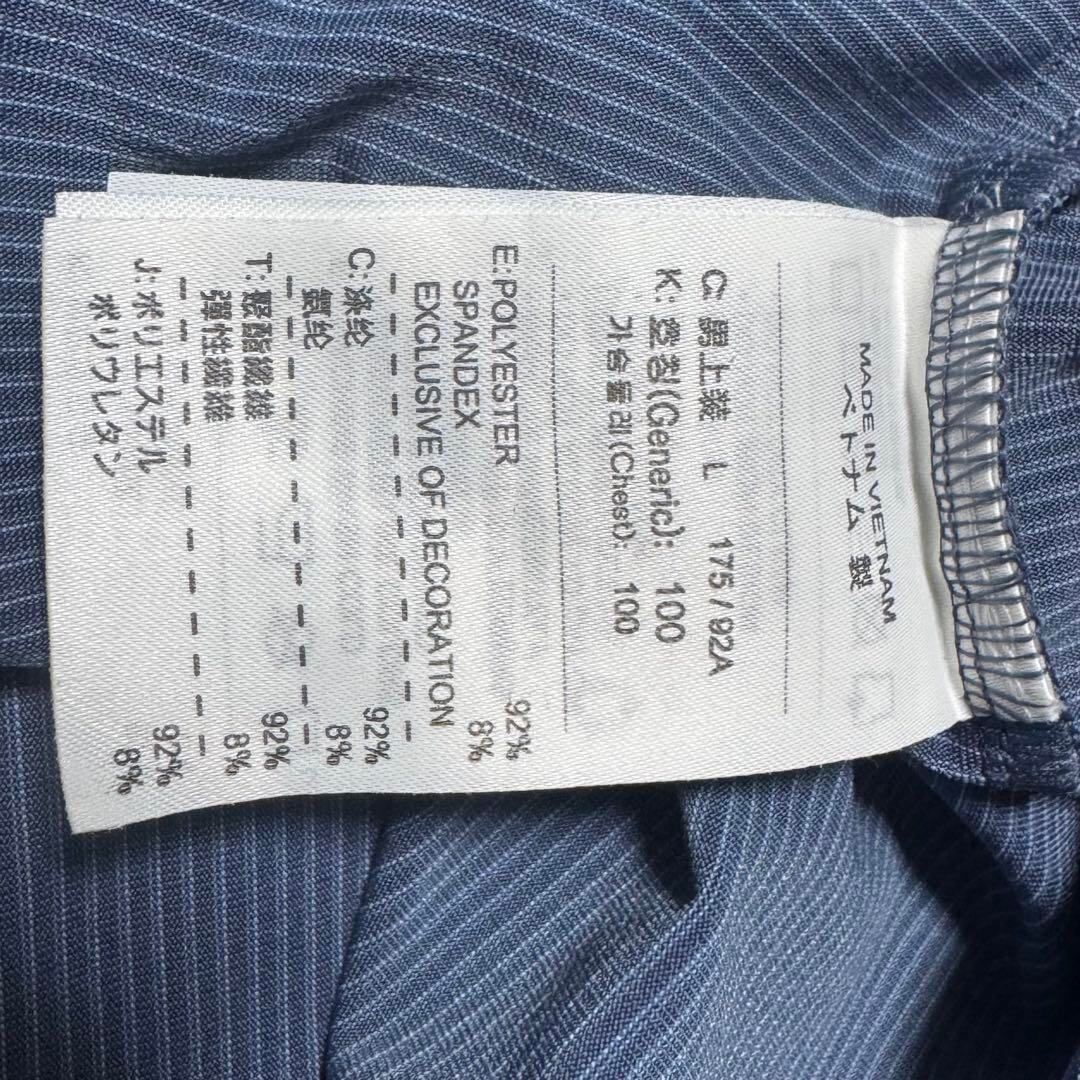 MADE IN VIETNAM
ベトナム 製
C: 男上装 L 175 / 92A
K: 호칭(Generic): 100
가슴둘레(Chest): 100
E: POLYESTER 92%
SPANDEX 8%
EXCLUSIVE OF DECORATION
C: 涤纶 92%
氨纶 8%
T: 聚酯纖維 92%
彈性纖維 8%
J: ポリエステル 92%
ポリウレタン 8%